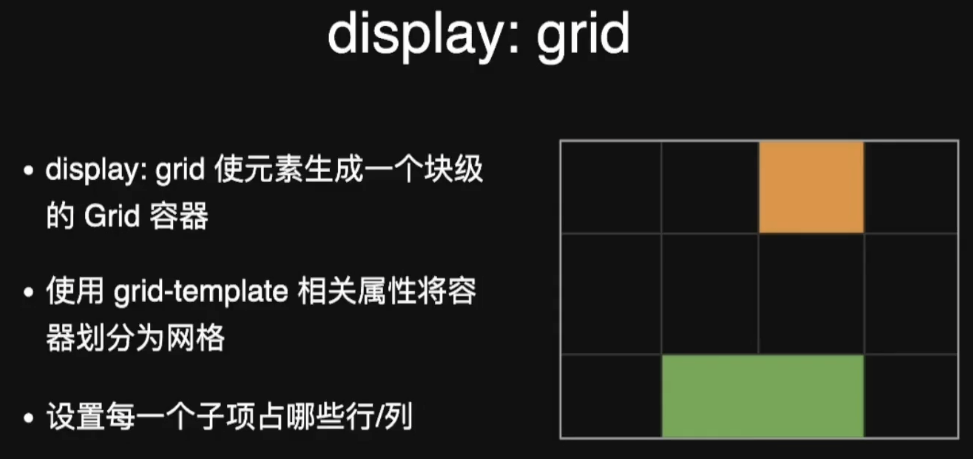 display: grid
• display: grid 使元素生成一个块级
的 Grid 容器
• 使用 grid-template 相关属性将容
器划分为网格
• 设置每一个子项占哪些行/列